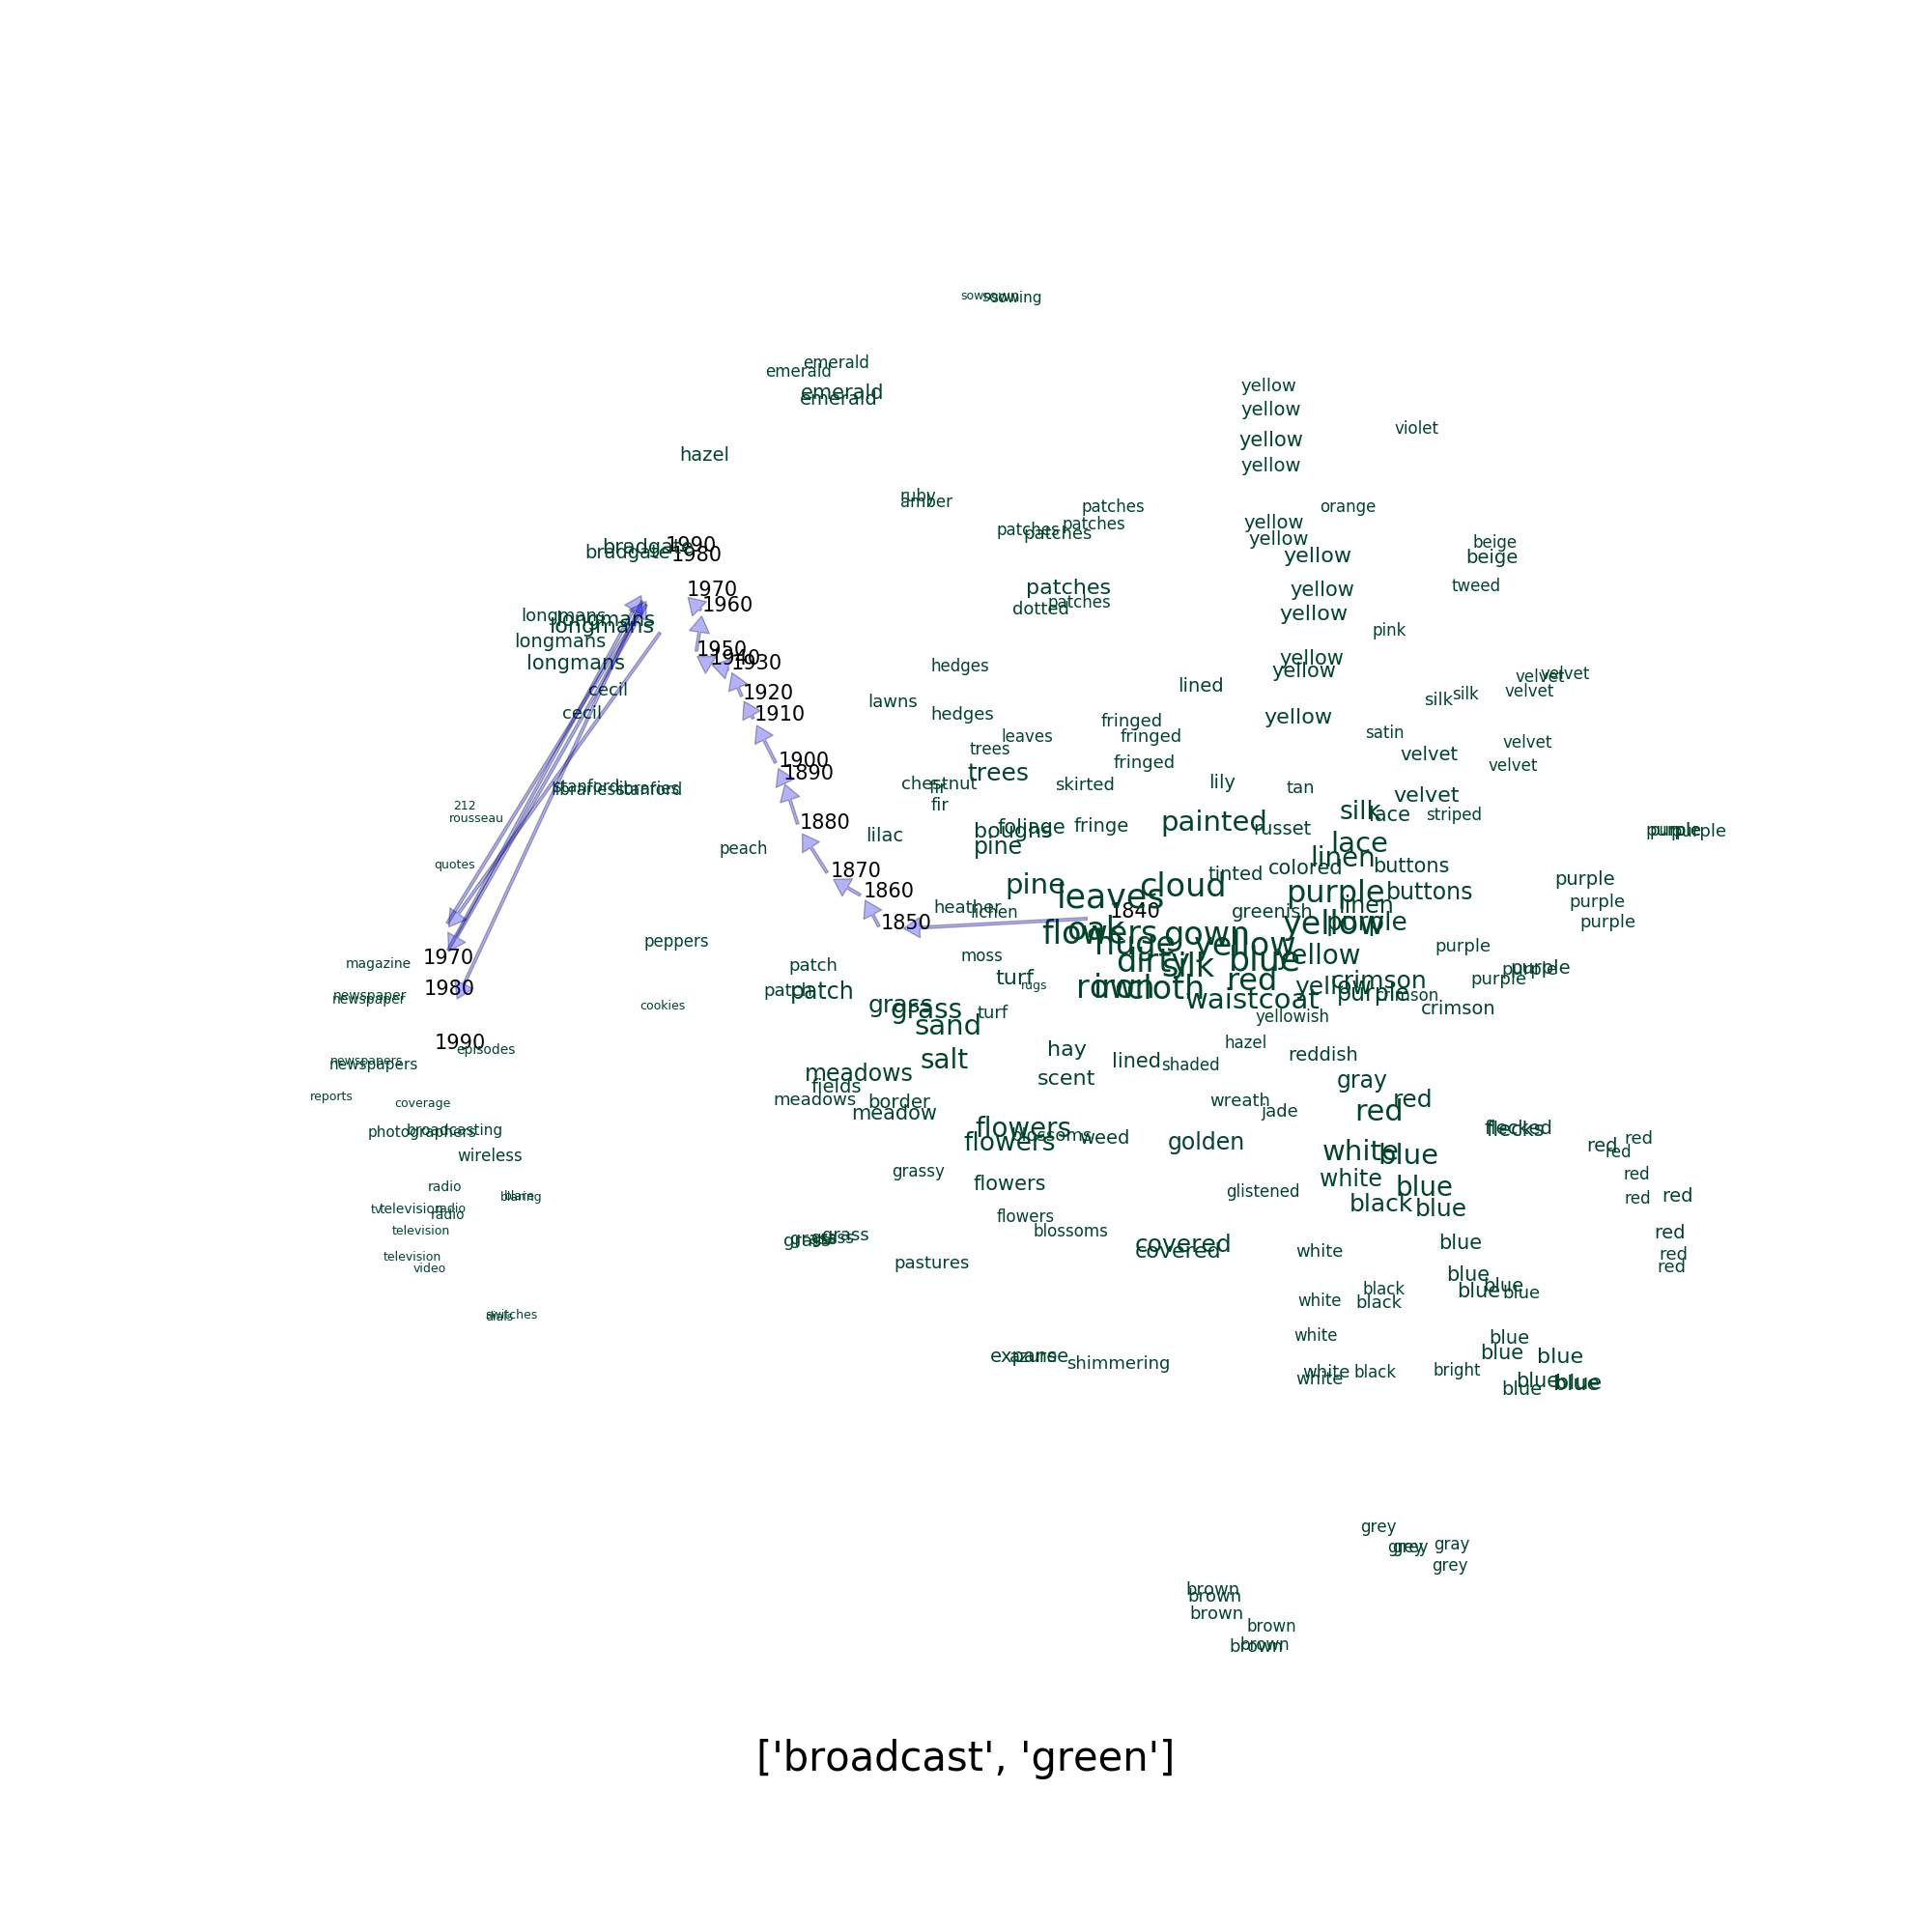 sown sown sowing
emerald
emerald
emerald
emerald
yellow
yellow
violet
yellow
hazel
yellow
ruby
amber
patches
orange
patches
patches
patches
yellow
yellow
bradgate 1990
bradgate 1980
yellow
beige
beige
1970
patches
yellow
tweed
1960
dotted patches
yellow
longmans
longmans
longmans
pink
longmans
1950
1940 1930
longmans
hedges
yellow
yellow
velvet velvet
cecil
1920
lined
silk silk
velvet
lawns
cecil
1910
hedges
fringed
yellow
leaves
fringed
satin
velvet
trees
1900
fringed
velvet
velvet
1890
trees
stanford
libraries
libraries
stanford
chestnut
fir
skirted
lily
tan
velvet
212
fir
silk
lace
striped
rousseau
1880
lilac
boughs
foliage
fringe
painted
russet
purple
purple
purple
peach
pine
lace
quotes
1870
linen
tinted
colored
buttons
purple
1860
pine
leaves
cloud
purple
buttons
purple
heather
lichen
1840
greenish
linen
1850
oak
flowers
gown
yellow
purple
purple
peppers
huge
yellow
purple
1970
magazine
moss
dirty
silk
blue
yellow
patch
purple
purple
1980
patch
patch
turf
rugs
iron
cloth
red
yellow
crimson
purple
newspaper
newspaper
cookies
grass
grass
waistcoat
purple
crimson
crimson
turf
sand
yellowish
1990
episodes
hay
hazel
newspapers
newspapers
salt
lined
shaded
reddish
meadows
scent
gray
fields
reports
coverage
meadows
border
meadow
wreath
jade
red
red
photographers
broadcasting
flowers
flowers
blossoms
weed
golden
flecked
flecks
red
red
red
wireless
white
blue
grassy
white
red
radio
flowers
blue
glistened
blare
blaring
red
red
tv
television
radio
radio
flowers
black
blue
television
grass
grass
grass
grass
blossoms
covered
covered
white
blue
red
television
video
pastures
red
red
blue
blue
blue
blue
white
black
black
switches
dials
white
blue
blue
expanse
azure
shimmering
white
white
black
bright
blue
blue
blue
blue
blue
grey
grey
grey
gray
grey
brown
brown
brown
brown
brown
brown
['broadcast', 'green']